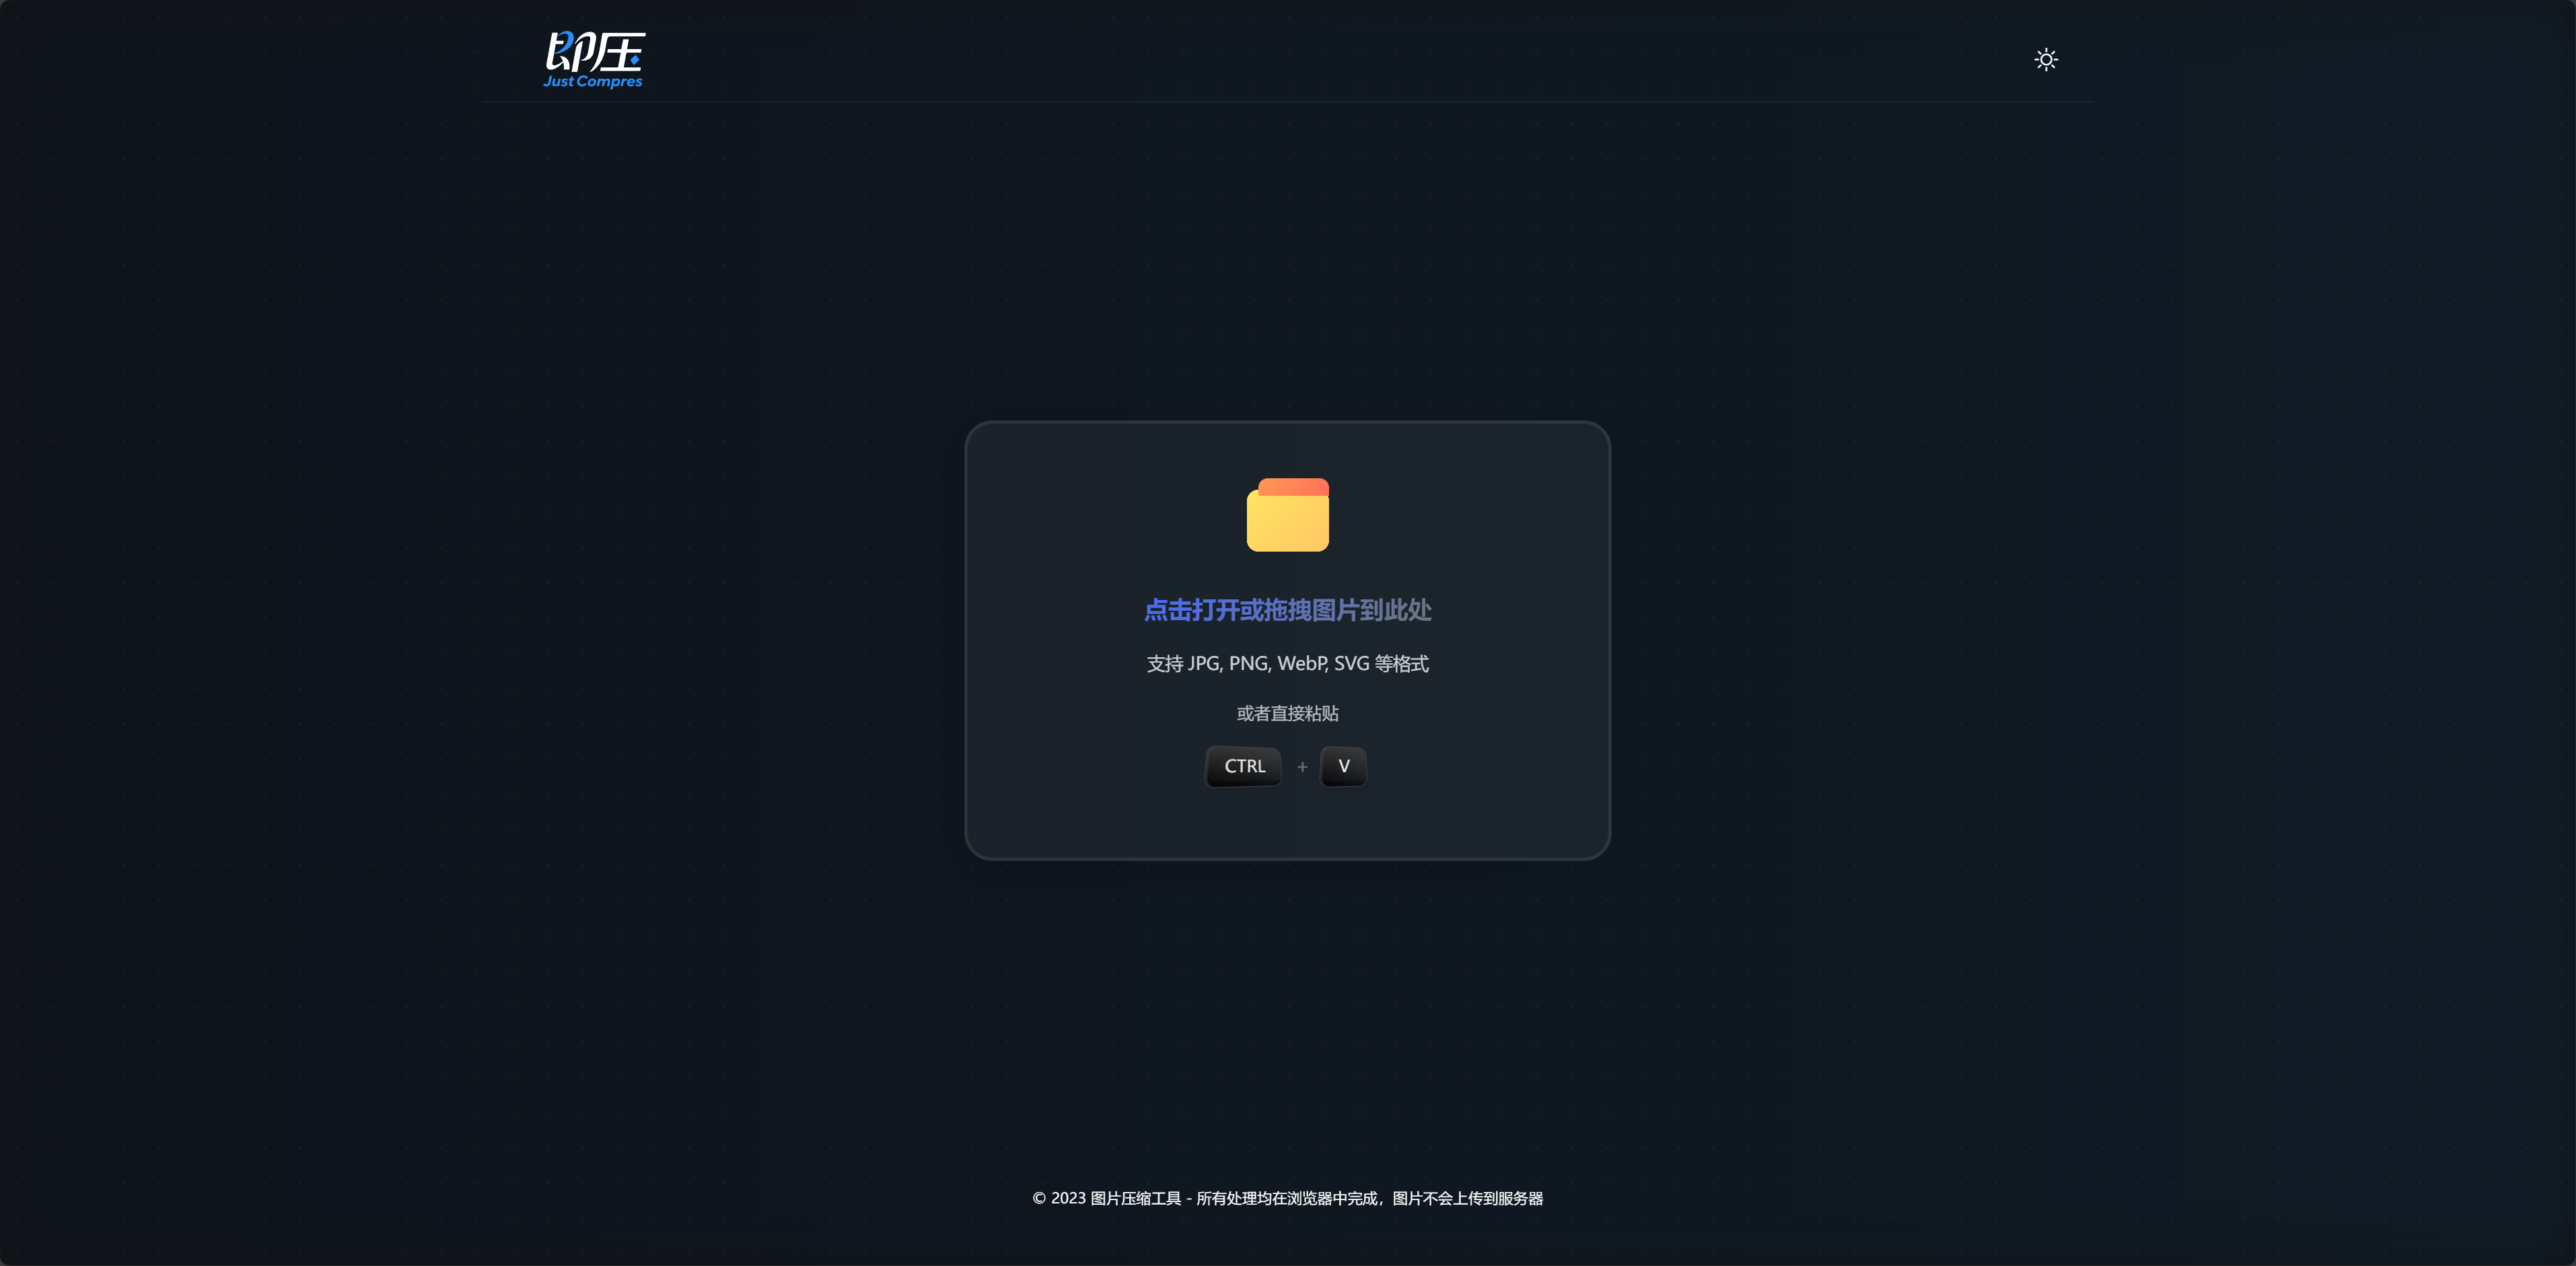 即压
Just Compres
点击打开或拖拽图片到此处
支持 JPG, PNG, WebP, SVG 等格式
或者直接粘贴
CTRL + V
© 2023 图片压缩工具 - 所有处理均在浏览器中完成，图片不会上传到服务器